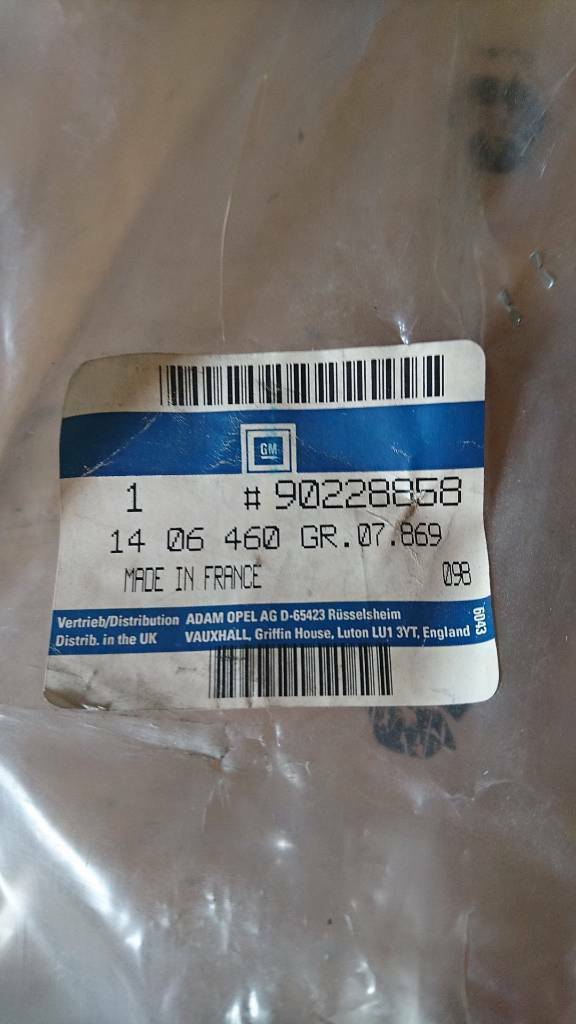 GM
1 #90228858
14 06 460 GR.07.869
MADE IN FRANCE 098
Vertrieb/Distribution ADAM OPEL AG D-65423 Rüsselsheim
Distrib. in the UK VAUXHALL, Griffin House, Luton LU1 3YT, England
6043